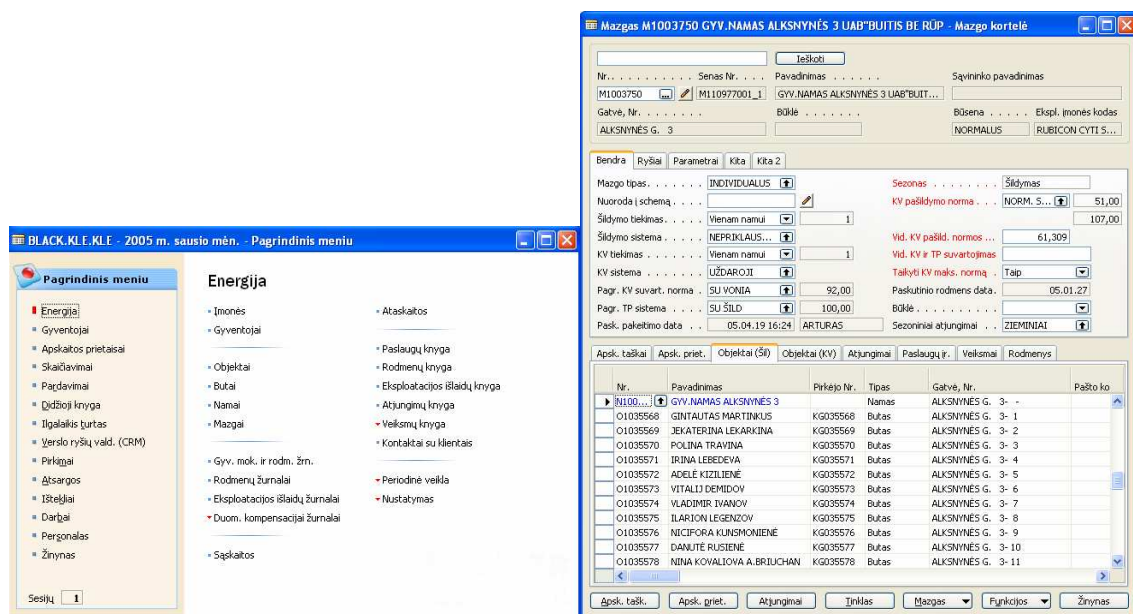 BLACK.KLE.KLE - 2005 m. sausio mėn. - Pagrindinis meniu
Pagrindinis meniu
Energija
Gyventojai
Apskaitos prietaisai
Skaičiavimai
Pardavimai
Didžioji knyga
Ilgalaikis turtas
Verslo ryšių vald. (CRM)
Pirkimai
Atsargos
Ištekliai
Darbai
Personalas
Žinynas
Sesijų 1
Energija
Įmonės
Gyventojai
Objektai
Butai
Namai
Mazgai
Gyv. mok. ir rodm. žrn.
Rodmenų žurnalai
Eksploatacijos išlaidų žurnalai
Duom. kompensacijai žurnalai
Sąskaitos
Ataskaitos
Paslaugų knyga
Rodmenų knyga
Eksploatacijos išlaidų knyga
Atjungimų knyga
Veiksmų knyga
Kontaktai su klientais
Periodinė veikla
Nustatymas
Mazgas M1003750 GYV.NAMAS ALKSNYNĖS 3 UAB"BUITIS BE RŪP - Mazgo kortelė
Ieškoti
Nr. . . . . . . . . . . Senas Nr. . . . Pavadinimas . . . . . . Sąvininko pavadinimas
M1003750 ... M110977001_1 GYV.NAMAS ALKSNYNĖS 3 UAB"BUIT...
Gatvė, Nr. . . . . . . . Būklė . . . . . . . Būsena . . . . . Ekspl. įmonės kodas
ALKSNYNĖS G. 3 NORMALUS RUBICON CYTI S...
Bendra Ryšiai Parametrai Kita Kita 2
Mazgo tipas. . . . . . . INDIVIDUALUS Sezonas . . . . . . . . Šildymas
Nuoroda į schemą . . . . KV pašildymo norma . . . NORM. S... 51,00
Šildymo tiekimas. . . . . Vienam namui 1 107,00
Šildymo sistema . . . . . NEPRIKLAUS... Vid. KV pašild. normos ... 61,309
KV tiekimas . . . . . . . Vienam namui 1 Vid. KV ir TP suvartojimas
KV sistema . . . . . . . UŽDAROJI Taikyti KV maks. normą . Taip
Pagr. KV suvart. norma . SU VONIA 92,00 Paskutinio rodmens data. 05.01.27
Pagr. TP sistema . . . . SU ŠILD 100,00 Būklė . . . . . . . . .
Pask. pakeitimo data . . 05.04.19 16:24 ARTURAS Sezoniniai atjungimai . . ZIEMINIAI
Apsk. taškai Apsk. priet. Objektai (Šil) Objektai (KV) Atjungimai Paslaugų įr. Veiksmai Rodmenys
Nr. Pavadinimas Pirkėjo Nr. Tipas Gatvė, Nr. Pašto ko
N100... GYV.NAMAS ALKSNYNĖS 3 Namas ALKSNYNĖS G. 3- -
O1035568 GINTAUTAS MARTINKUS KG035568 Butas ALKSNYNĖS G. 3- 1
O1035569 JEKATERINA LEKARKINA KG035569 Butas ALKSNYNĖS G. 3- 2
O1035570 POLINA TRAVINA KG035570 Butas ALKSNYNĖS G. 3- 3
O1035571 IRINA LEBEDEVA KG035571 Butas ALKSNYNĖS G. 3- 4
O1035572 ADELĖ KIZILIENĖ KG035572 Butas ALKSNYNĖS G. 3- 5
O1035573 VITALIJ DEMIDOV KG035573 Butas ALKSNYNĖS G. 3- 6
O1035574 VLADIMIR IVANOV KG035574 Butas ALKSNYNĖS G. 3- 7
O1035575 ILARION LEGENZOV KG035575 Butas ALKSNYNĖS G. 3- 8
O1035576 NICIFORA KUNSMONIENĖ KG035576 Butas ALKSNYNĖS G. 3- 9
O1035577 DANUTĖ RUSIENĖ KG035577 Butas ALKSNYNĖS G. 3- 10
O1035578 NINA KOVALIOVA A.BRIUCHAN KG035578 Butas ALKSNYNĖS G. 3- 11
Apsk. tašk. Apsk. priet. Atjungimai Tinklas Mazgas Funkcijos Žinynas